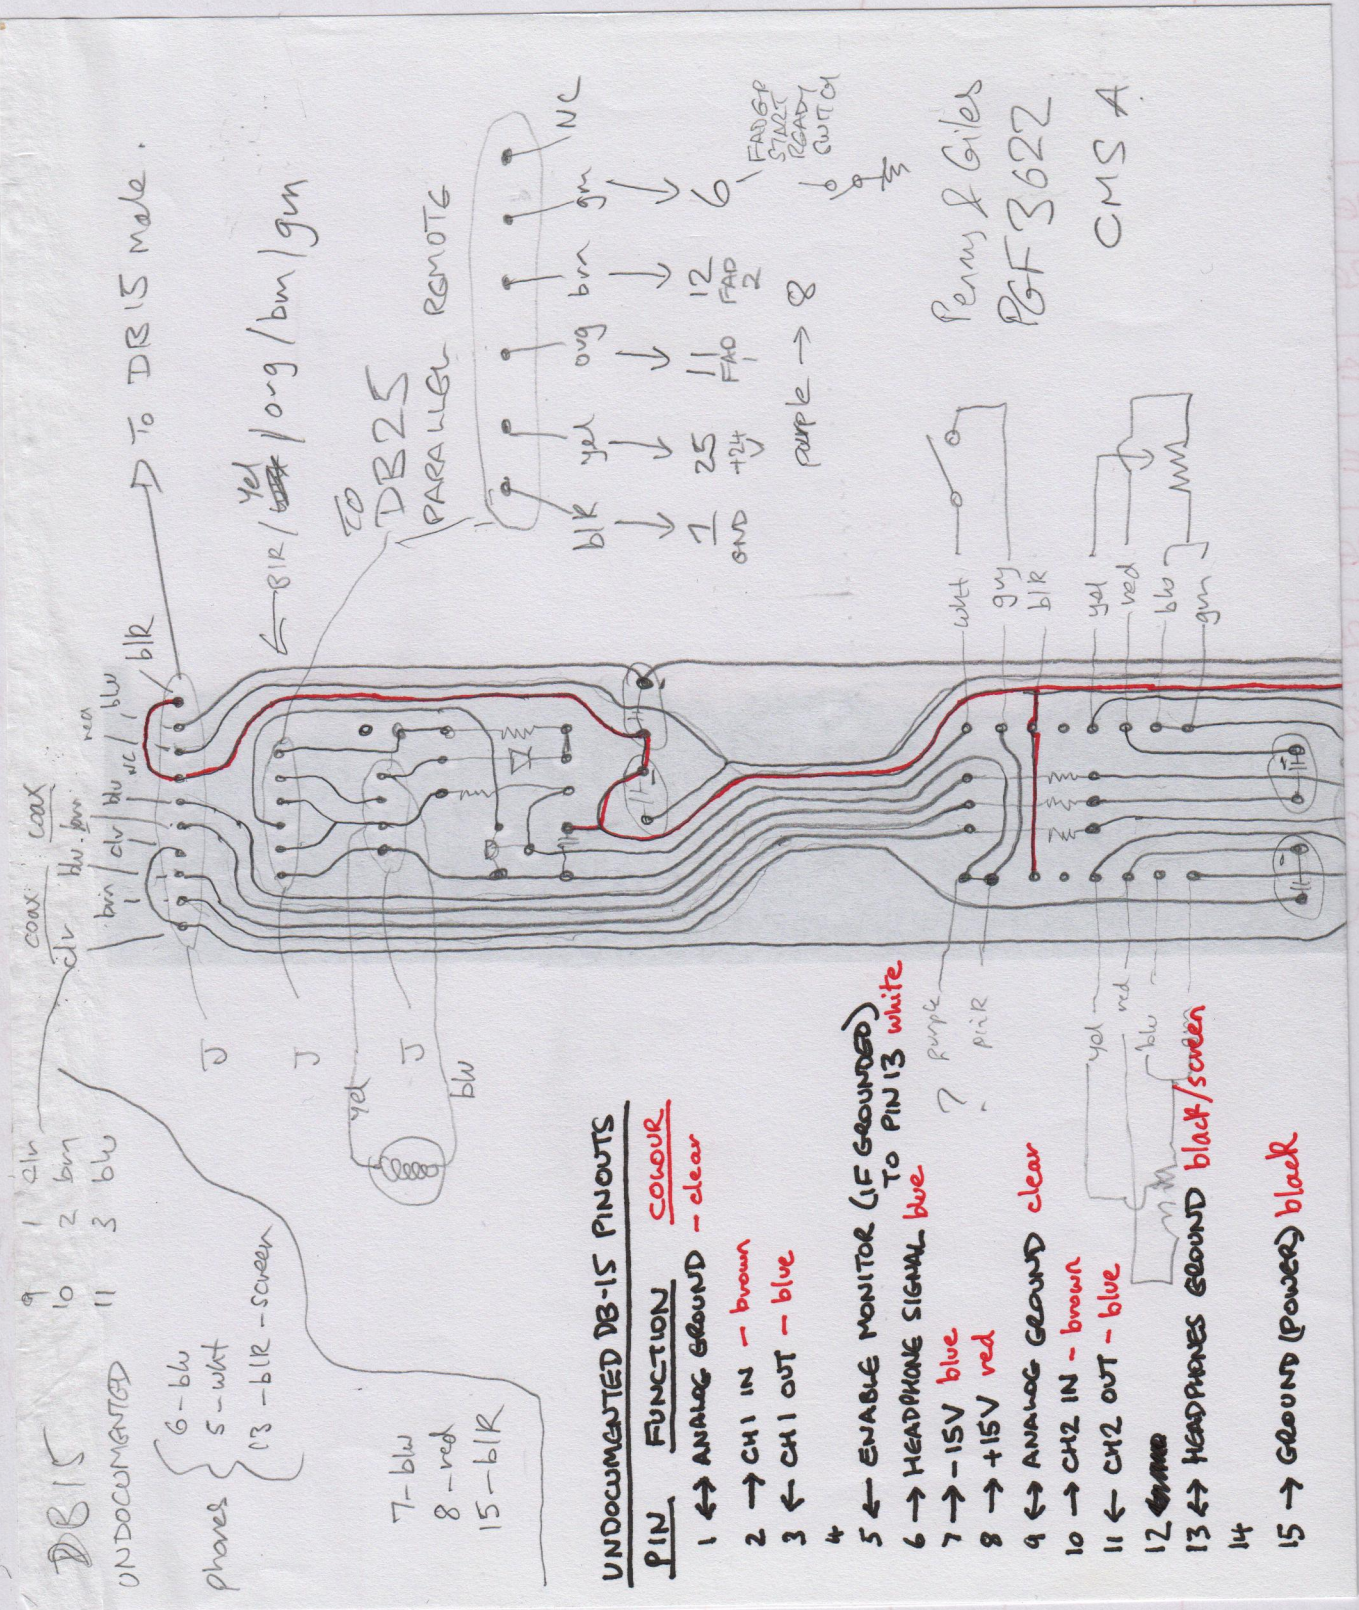 DB15
UNDOCUMENTED
9 1 clr
10 2 brn
11 3 blu
phones
6-blu
5-wht
13-blk-screen
7-blu
8-red
15-blk
coax
coax
clr
brn
blu
brn
clr
blu
NC
red
blu
blk
To DB15 male.
J
J
J
yel
blu
Blk/yel/org/brn/grn
TO
DB25
PARALLEL REMOTE
blk
yel
org
brn
grn
NC
1
GND
25
+24
V
11
FAD
1
12
FAD
2
6
FADER
START
READY
SWITCH
purple → 8
Penny & Giles
PGF3622
CMS A
wht
gry
blk
yel
red
blu
grn
purple
pink
?
yel
red
blu
UNDOCUMENTED DB-15 PINOUTS
PIN FUNCTION COLOUR
1 ↔ ANALOG GROUND - clear
2 → CH1 IN - brown
3 ← CH1 OUT - blue
4
5 ← ENABLE MONITOR (IF GROUNDED)
TO PIN 13 white
6 → HEADPHONE SIGNAL blue
7 → -15V blue
8 → +15V red
9 ↔ ANALOG GROUND clear
10 → CH2 IN - brown
11 ← CH2 OUT - blue
12
13 ↔ HEADPHONES GROUND black/screen
14
15 → GROUND (POWER) black